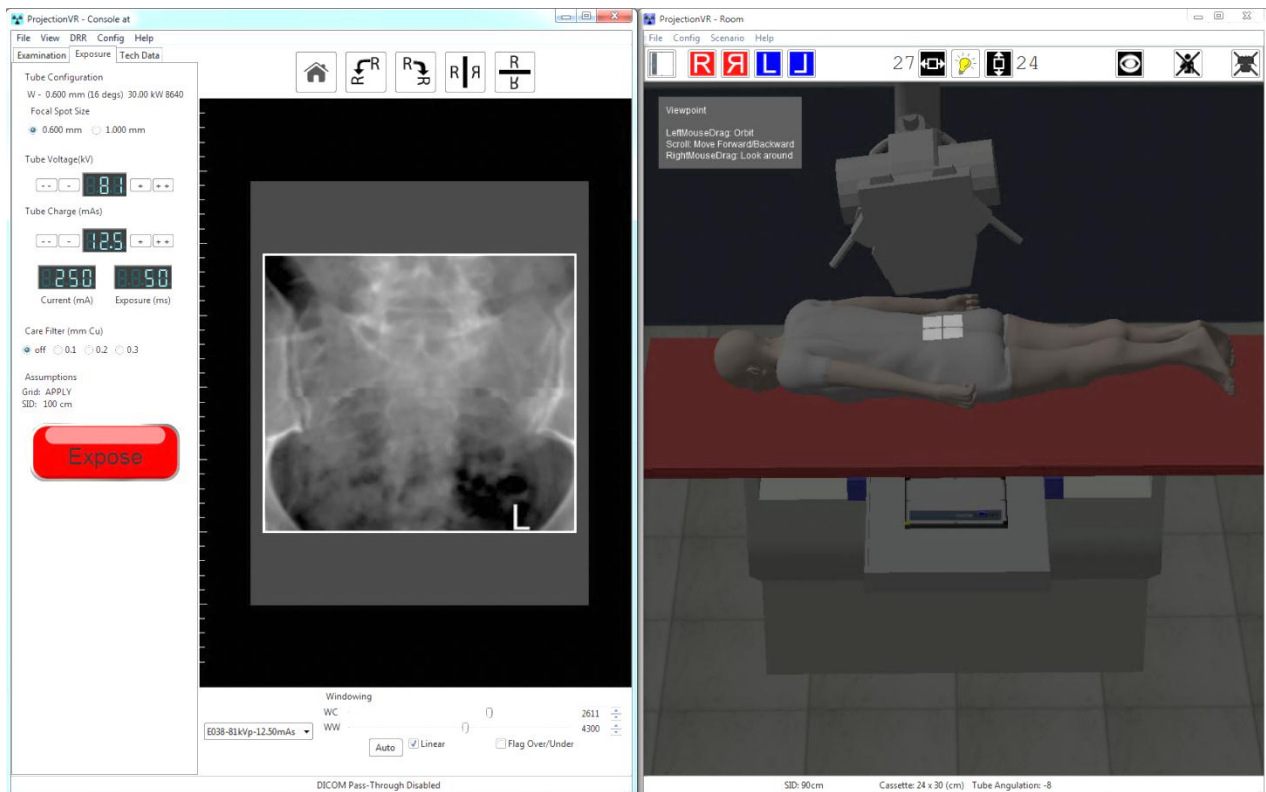 ProjectionVR - Console at
File View DRR Config Help
Examination Exposure Tech Data
Tube Configuration
W - 0.600 mm (16 degs) 30.00 kW 8640
Focal Spot Size
0.600 mm 1.000 mm
Tube Voltage(kV)
-- - 81 + ++
Tube Charge (mAs)
-- - 12.5 + ++
250 50
Current (mA) Exposure (ms)
Care Filter (mm Cu)
off 0.1 0.2 0.3
Assumptions
Grid: APPLY
SID: 100 cm
Expose
R R R R R R
L
Windowing
WC 2611
E038-81kVp-12.50mAs WW 4300
Auto Linear Flag Over/Under
DICOM Pass-Through Disabled
ProjectionVR - Room
File Config Scenario Help
R R L L 27 24
Viewpoint
LeftMouseDrag: Orbit
Scroll: Move Forward/Backward
RightMouseDrag: Look around
SID: 90cm Cassette: 24 x 30 (cm) Tube Angulation: -8